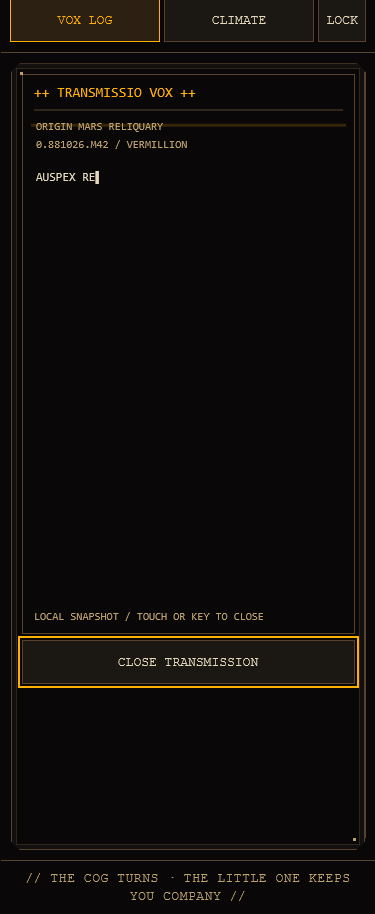 VOX LOG
CLIMATE
LOCK
++ TRANSMISSIO VOX ++
ORIGIN MARS RELIQUARY
0.881026.M42 / VERMILLION
AUSPEX RE
LOCAL SNAPSHOT / TOUCH OR KEY TO CLOSE
CLOSE TRANSMISSION
// THE COG TURNS · THE LITTLE ONE KEEPS
YOU COMPANY //